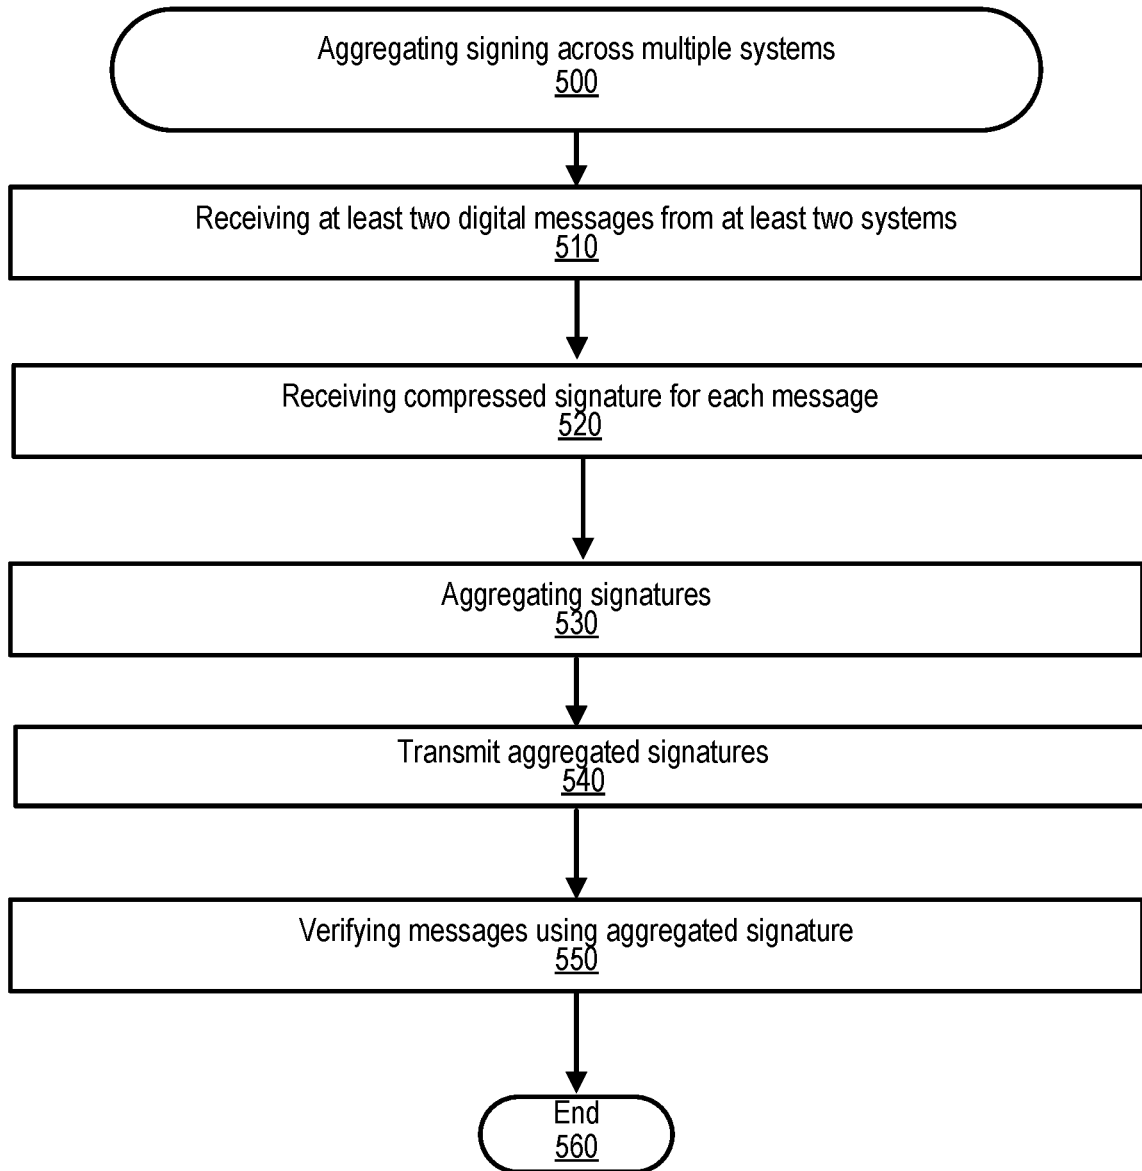 Aggregating signing across multiple systems
500
Receiving at least two digital messages from at least two systems
510
Receiving compressed signature for each message
520
Aggregating signatures
530
Transmit aggregated signatures
540
Verifying messages using aggregated signature
550
End
560